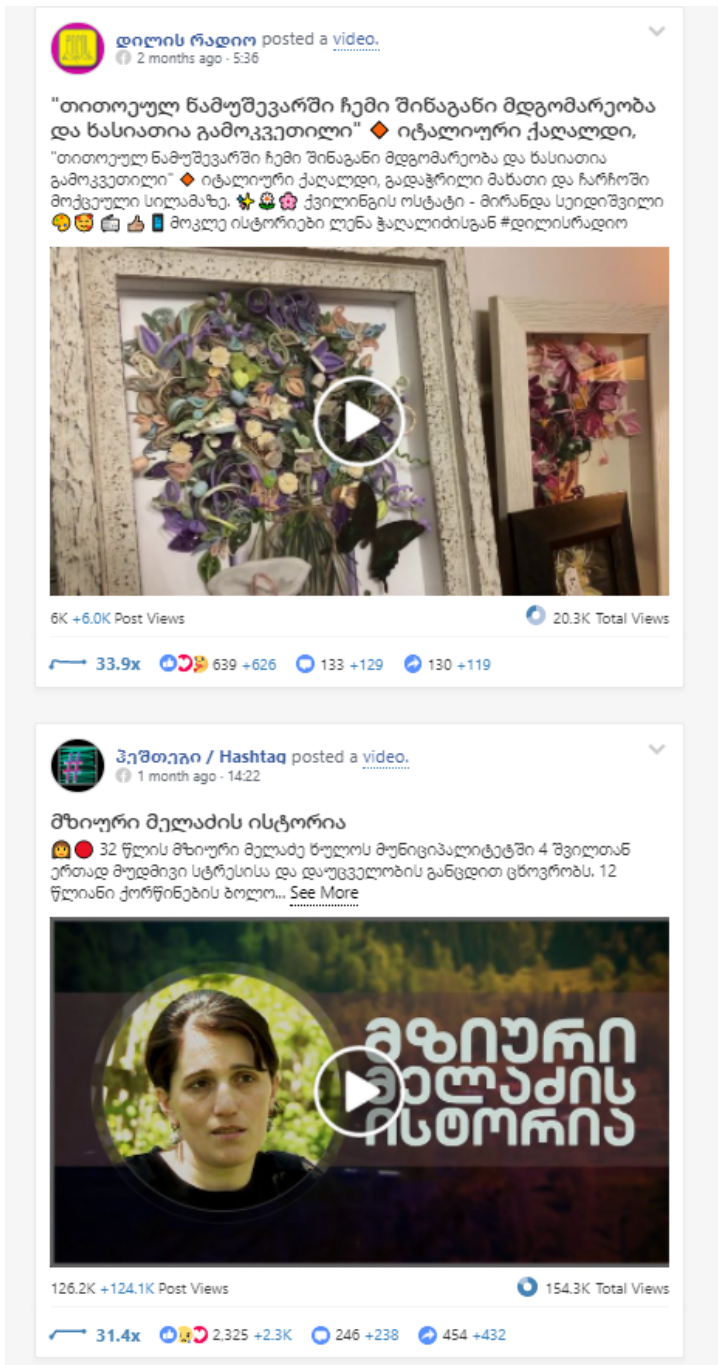 დილის რადიო posted a video.
2 months ago · 5:36
"თითოეულ ნამუშევარში ჩემი შინაგანი მდგომარეობა
და ხასიათია გამოკვეთილი" 🔶 იტალიური ქაღალდი,
"თითოეულ ნამუშევარში ჩემი შინაგანი მდგომარეობა და ხასიათია
გამოკვეთილი" 🔶 იტალიური ქაღალდი, გადაჭრილი მახათი და ჩარჩოში
მოქცეული სილამაზე. ✨🌷🌸 ქვილინგის ოსტატი - მირანდა სეიდიშვილი
🎨🥰 📻 👍 📱 მოკლე ისტორიები ლენა ჭაღალიძისგან #დილისრადიო
6K +6.0K Post Views 20.3K Total Views
33.9x 639 +626 133 +129 130 +119
ჰეშთეგი / Hashtag posted a video.
1 month ago · 14:22
მზიური მელაძის ისტორია
👩🔴 32 წლის მზიური მელაძე ხულოს მუნიციპალიტეტში 4 შვილთან
ერთად მუდმივი სტრესისა და დაუცველობის განცდით ცხოვრობს. 12
წლიანი ქორწინების ბოლო... See More
მზიური
მელაძის
ისტორია
126.2K +124.1K Post Views 154.3K Total Views
31.4x 2,325 +2.3K 246 +238 454 +432